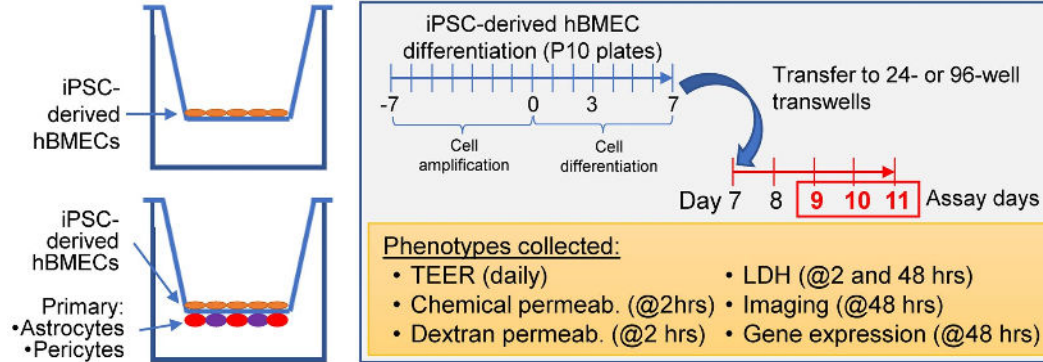 iPSC-
derived
hBMECs
iPSC-
derived
hBMECs
Primary:
•Astrocytes
•Pericytes
iPSC-derived hBMEC
differentiation (P10 plates)
-7 0 3 7
Cell
amplification
Cell
differentiation
Transfer to 24- or 96-well
transwells
Day 7 8 9 10 11 Assay days
Phenotypes collected:
• TEER (daily)
• Chemical permeab. (@2hrs)
• Dextran permeab. (@2 hrs)
• LDH (@2 and 48 hrs)
• Imaging (@48 hrs)
• Gene expression (@48 hrs)